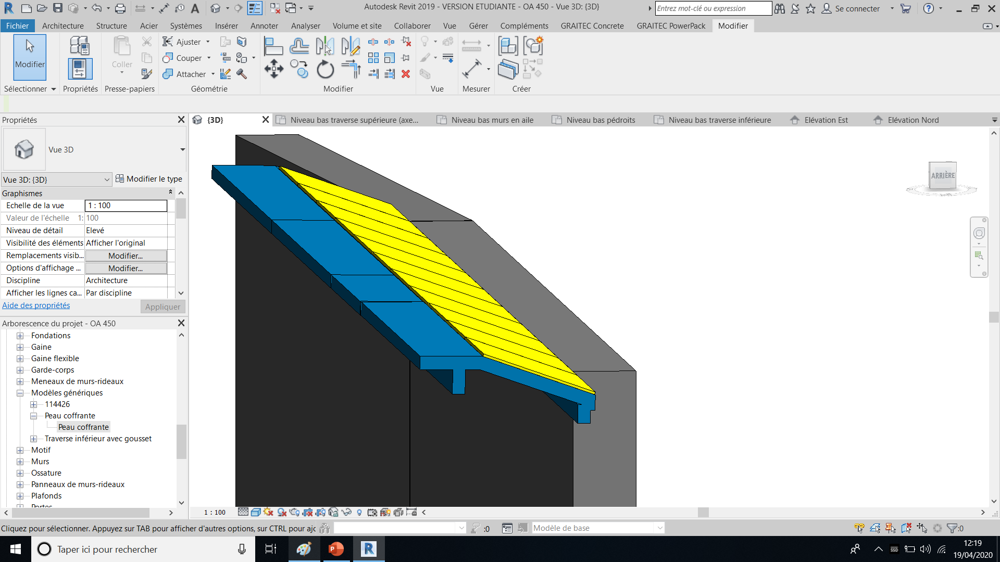 Autodesk Revit 2019 - VERSION ETUDIANTE - OA 450 - Vue 3D: {3D}
Entrez mot-clé ou expression
Se connecter
Fichier Architecture Structure Acier Systèmes Insérer Annoter Analyser Volume et site Collaborer Vue Gérer Compléments GRAITEC Concrete GRAITEC PowerPack Modifier
Modifier
Coller
Ajuster
Couper
Attacher
Sélectionner Propriétés Presse-papiers Géométrie Modifier Vue Mesurer Créer
Propriétés
{3D} Niveau bas traverse supérieure (axe... Niveau bas murs en aile Niveau bas pédroits Niveau bas traverse inférieure Elévation Est Elévation Nord
Vue 3D
Vue 3D: {3D} Modifier le type
Graphismes
Echelle de la vue 1 : 100
Valeur de l'échelle 1: 100
Niveau de détail Elevé
Visibilité des éléments Afficher l'original
Remplacements visib... Modifier...
Options d'affichage ... Modifier...
Discipline Architecture
Afficher les lignes ca... Par discipline
Aide des propriétés Appliquer
ARRIÈRE
Arborescence du projet - OA 450
Fondations
Gaine
Gaine flexible
Garde-corps
Meneaux de murs-rideaux
Modèles génériques
114426
Peau coffrante
Peau coffrante
Traverse inférieur avec gousset
Motif
Murs
Ossature
Panneaux de murs-rideaux
Plafonds
Portes
1 : 100
Cliquez pour sélectionner. Appuyez sur TAB pour afficher d'autres options, sur CTRL pour ajc
:0
Modèle de base
:0
Taper ici pour rechercher
SSD
12:19
19/04/2020